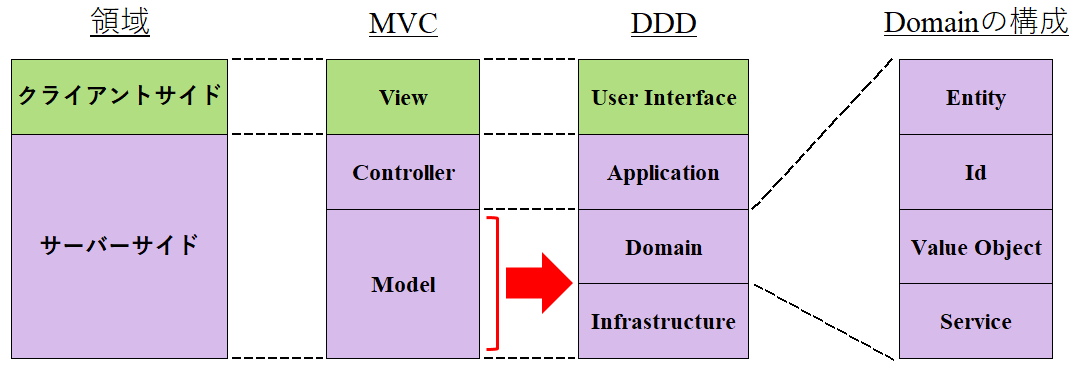 領域
MVC
DDD
Domainの構成
クライアントサイド
View
User Interface
Entity
サーバーサイド
Controller
Application
Id
Model
Domain
Value Object
Infrastructure
Service